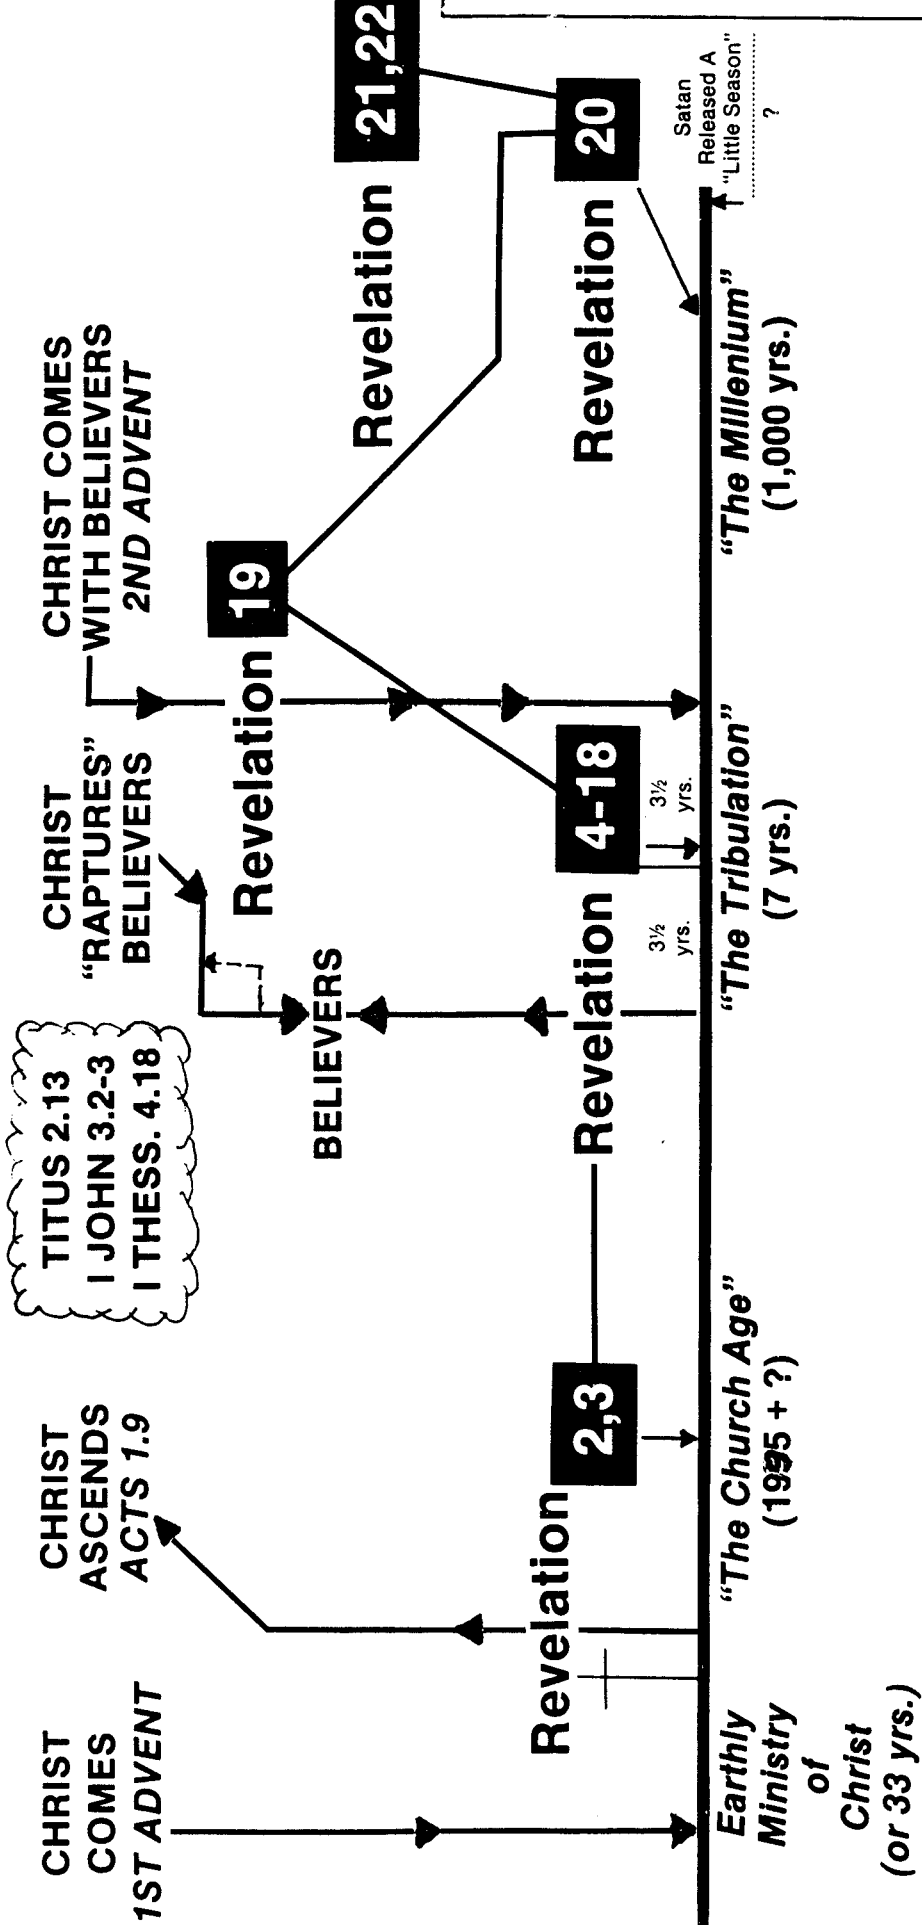 CHRIST
COMES
1ST ADVENT
CHRIST
ASCENDS
ACTS 1.9
TITUS 2.13
I JOHN 3.2-3
I THESS. 4.18
CHRIST
"RAPTURES"
BELIEVERS
CHRIST COMES
WITH BELIEVERS
2ND ADVENT
BELIEVERS
Revelation 2,3
Revelation 4-18
Revelation 19
Revelation 20
Revelation 21,22
3½
yrs.
3½
yrs.
Earthly
Ministry
of
Christ
(or 33 yrs.)
"The Church Age"
(1995 + ?)
"The Tribulation"
(7 yrs.)
"The Millenium"
(1,000 yrs.)
Satan
Released A
"Little Season"
?